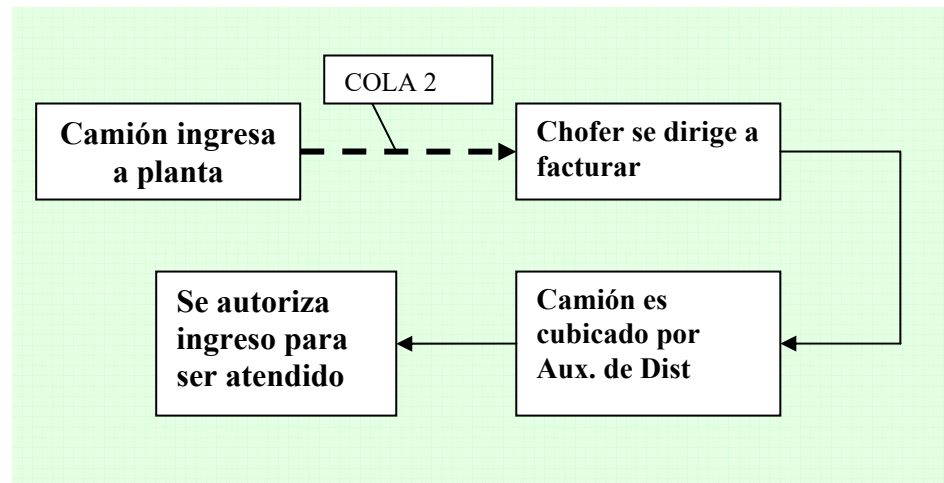 COLA 2
Camión ingresa
a planta
Chofer se dirige a
facturar
Camión es
cubicado por
Aux. de Dist
Se autoriza
ingreso para
ser atendido